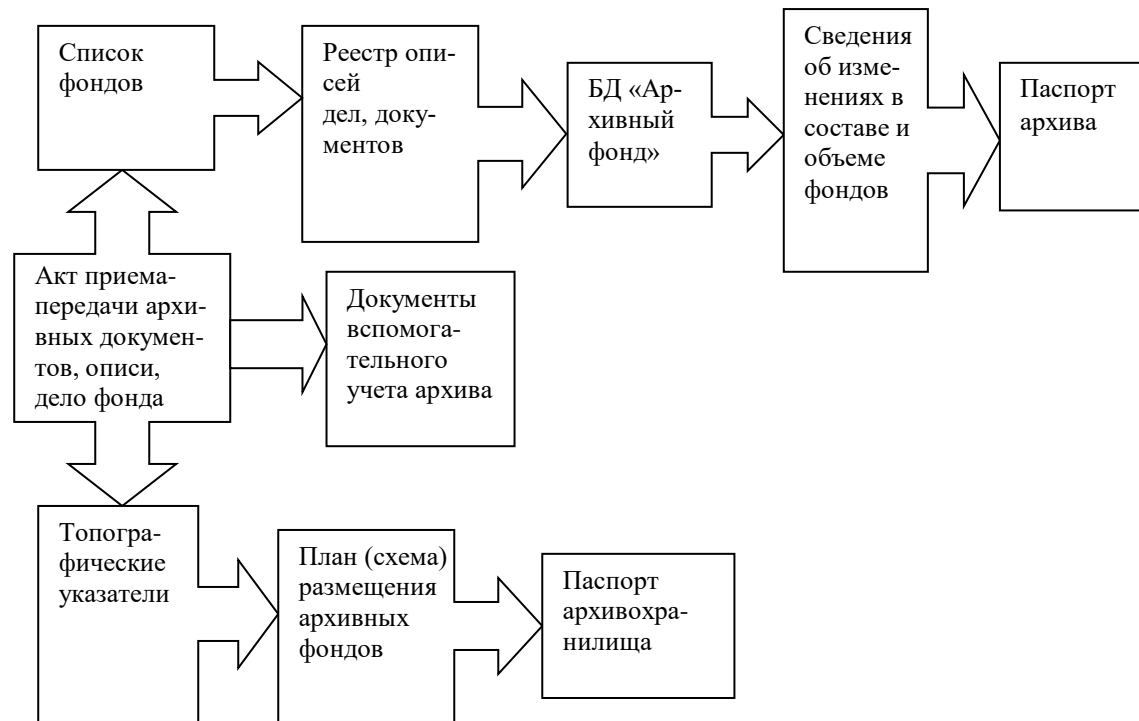 Список
фондов
Реестр опи-
сей
дел, доку-
ментов
БД «Ар-
хивный
фонд»
Сведения
об изме-
нениях в
составе и
объеме
фондов
Паспорт
архива
Акт приема-
передачи архи-
вных докумен-
тов, описи,
дело фонда
Документы
вспомога-
тельного
учета архива
Топогра-
фические
указатели
План (схема)
размещения
архивных
фондов
Паспорт
архивохра-
нилища